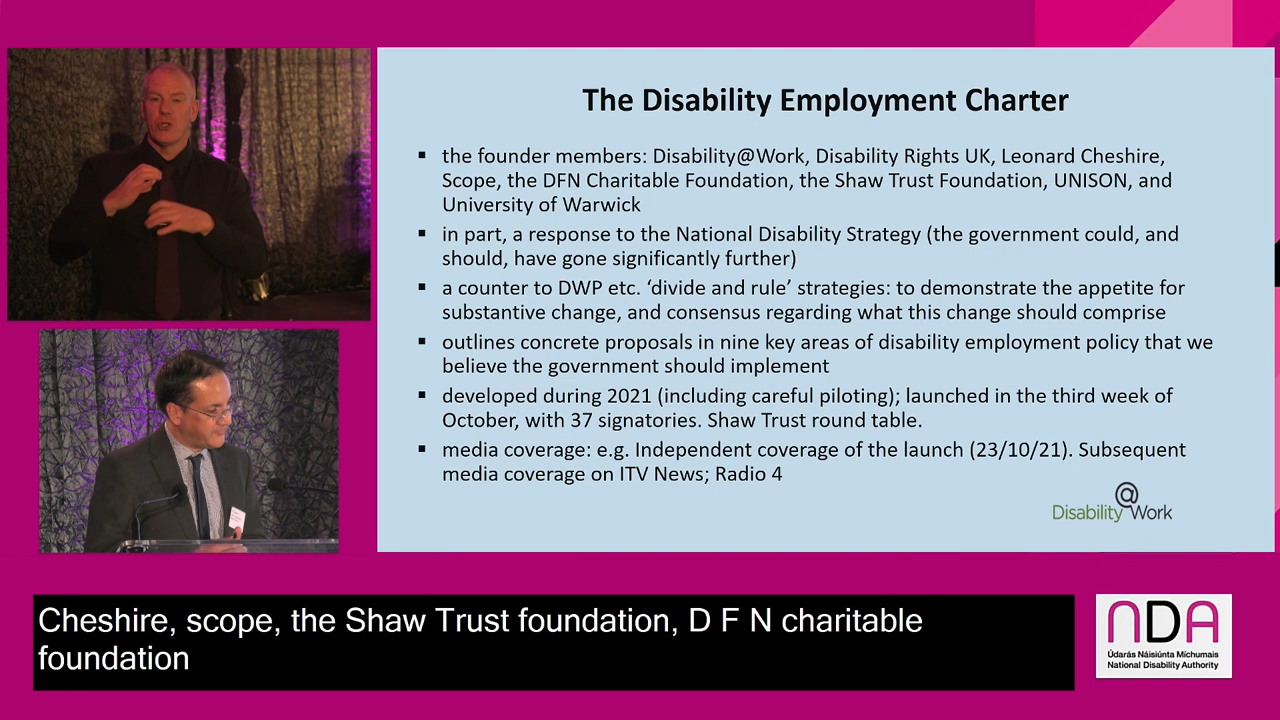 The Disability Employment Charter
▪ the founder members: Disability@Work, Disability Rights UK, Leonard Cheshire,
Scope, the DFN Charitable Foundation, the Shaw Trust Foundation, UNISON, and
University of Warwick
▪ in part, a response to the National Disability Strategy (the government could, and
should, have gone significantly further)
▪ a counter to DWP etc. ‘divide and rule’ strategies: to demonstrate the appetite for
substantive change, and consensus regarding what this change should comprise
▪ outlines concrete proposals in nine key areas of disability employment policy that we
believe the government should implement
▪ developed during 2021 (including careful piloting); launched in the third week of
October, with 37 signatories. Shaw Trust round table.
▪ media coverage: e.g. Independent coverage of the launch (23/10/21). Subsequent
media coverage on ITV News; Radio 4
Disability@Work
Cheshire, scope, the Shaw Trust foundation, D F N charitable
foundation
NDA
Údarás Náisiúnta Míchumais
National Disability Authority